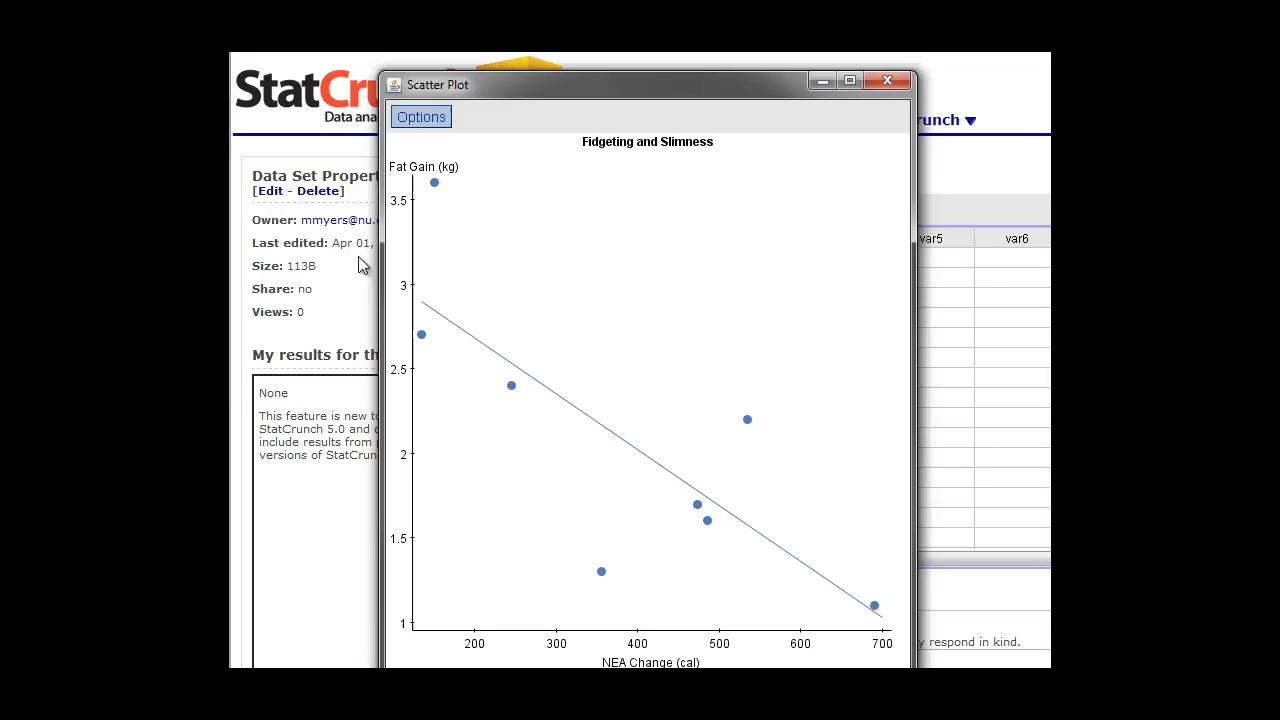 StatCru
Data ana
crunch
Scatter Plot
Options
Fidgeting and Slimness
Fat Gain (kg)
3.5
3
2.5
2
1.5
1
200 300 400 500 600 700
NEA Change (cal)
Data Set Propert
[Edit - Delete]
Owner: mmyers@nu.
Last edited: Apr 01,
Size: 113B
Share: no
Views: 0
My results for th
None
This feature is new to
StatCrunch 5.0 and
include results from
versions of StatCrun
var5 var6
y respond in kind.